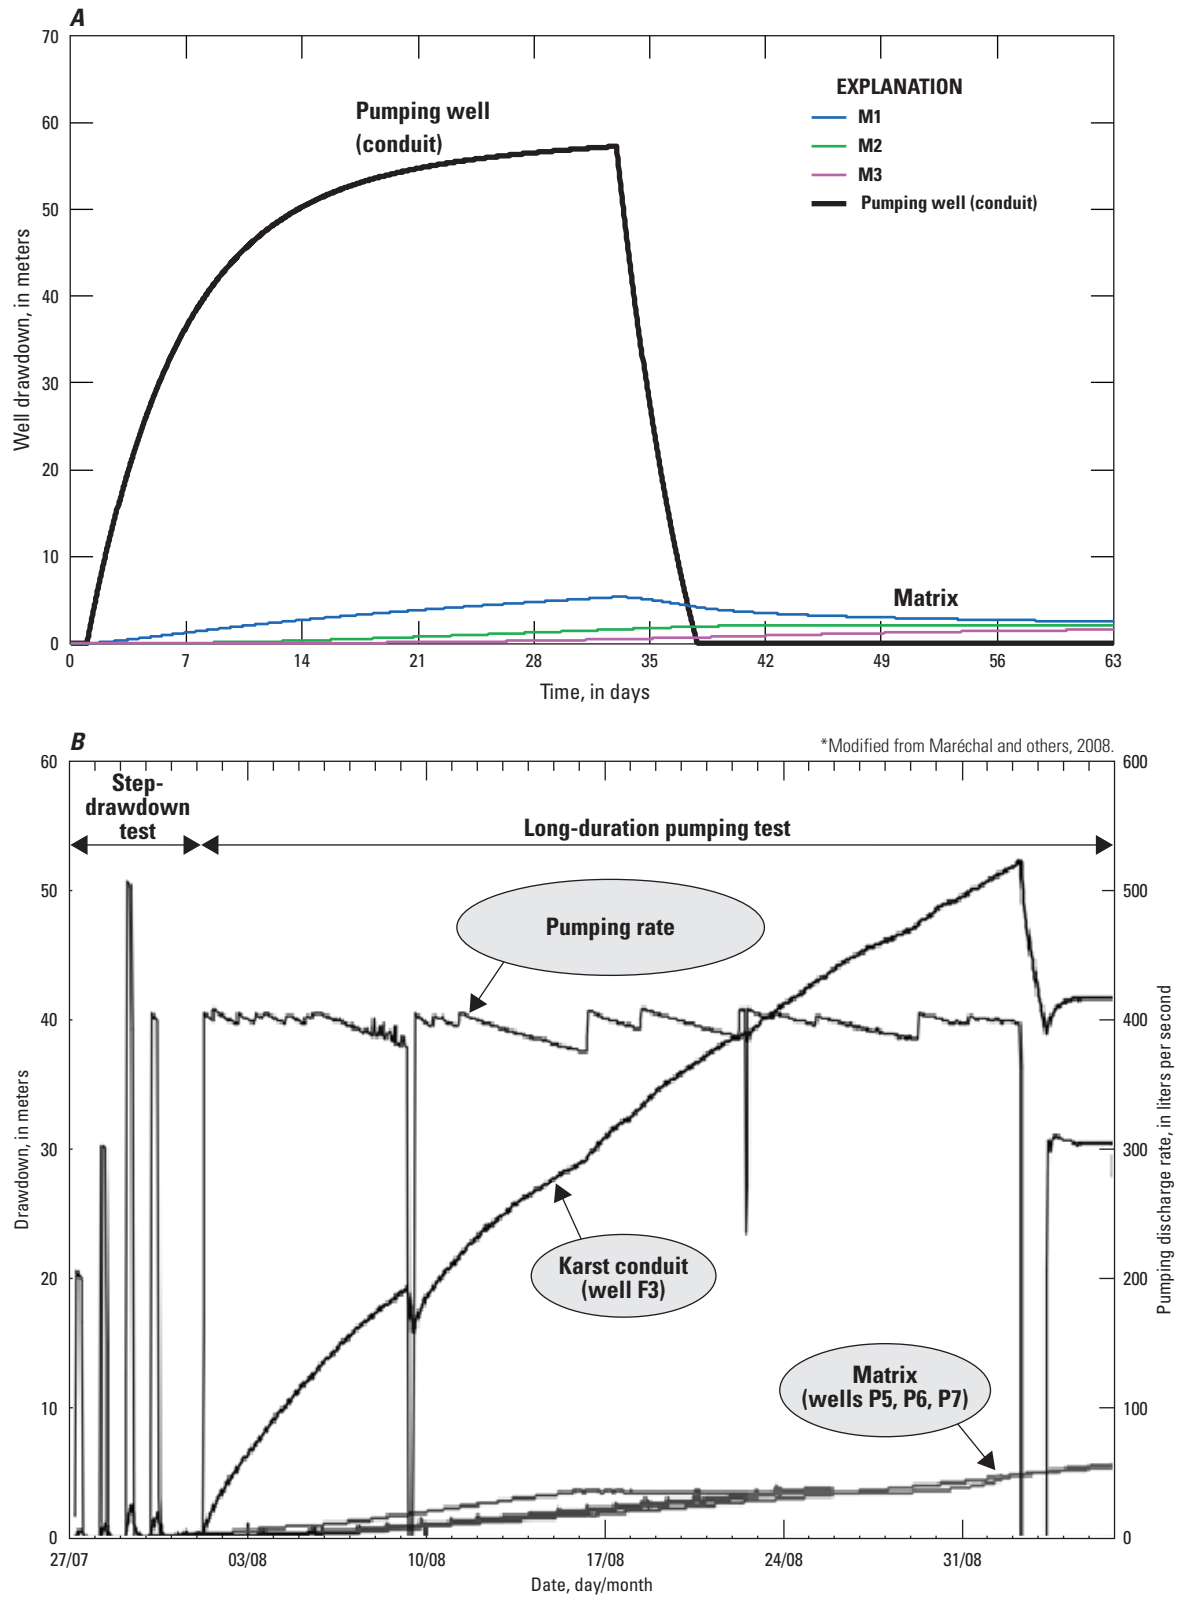 A
70
60
50
40
30
20
10
0
Well drawdown, in meters
Pumping well
(conduit)
EXPLANATION
M1
M2
M3
Pumping well (conduit)
Matrix
0 7 14 21 28 35 42 49 56 63
Time, in days
B
*Modified from Maréchal and others, 2008.
60
50
40
30
20
10
0
Drawdown, in meters
600
500
400
300
200
100
0
Pumping discharge rate, in liters per second
Step-
drawdown
test
Long-duration pumping test
Pumping rate
Karst conduit
(well F3)
Matrix
(wells P5, P6, P7)
27/07 03/08 10/08 17/08 24/08 31/08
Date, day/month